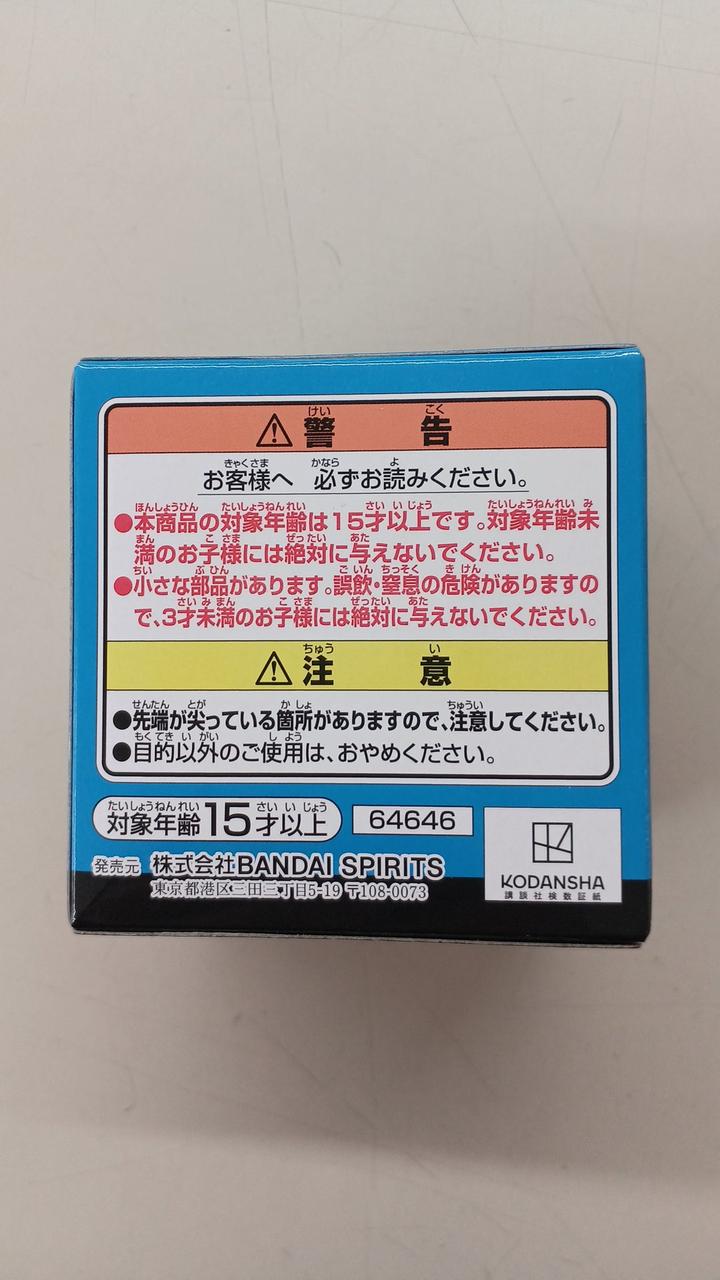 ⚠警告
お客様へ 必ずお読みください。
●本商品の対象年齢は15才以上です。対象年齢未
満のお子様には絶対に与えないでください。
●小さな部品があります。誤飲・窒息の危険がありますの
で、3才未満のお子様には絶対に与えないでください。
⚠注意
●先端が尖っている箇所がありますので、注意してください。
●目的以外のご使用は、おやめください。
対象年齢15才以上
64646
発売元 株式会社BANDAI SPIRITS
東京都港区三田三丁目5-19 〒108-0073
KODANSHA
講談社検数証紙